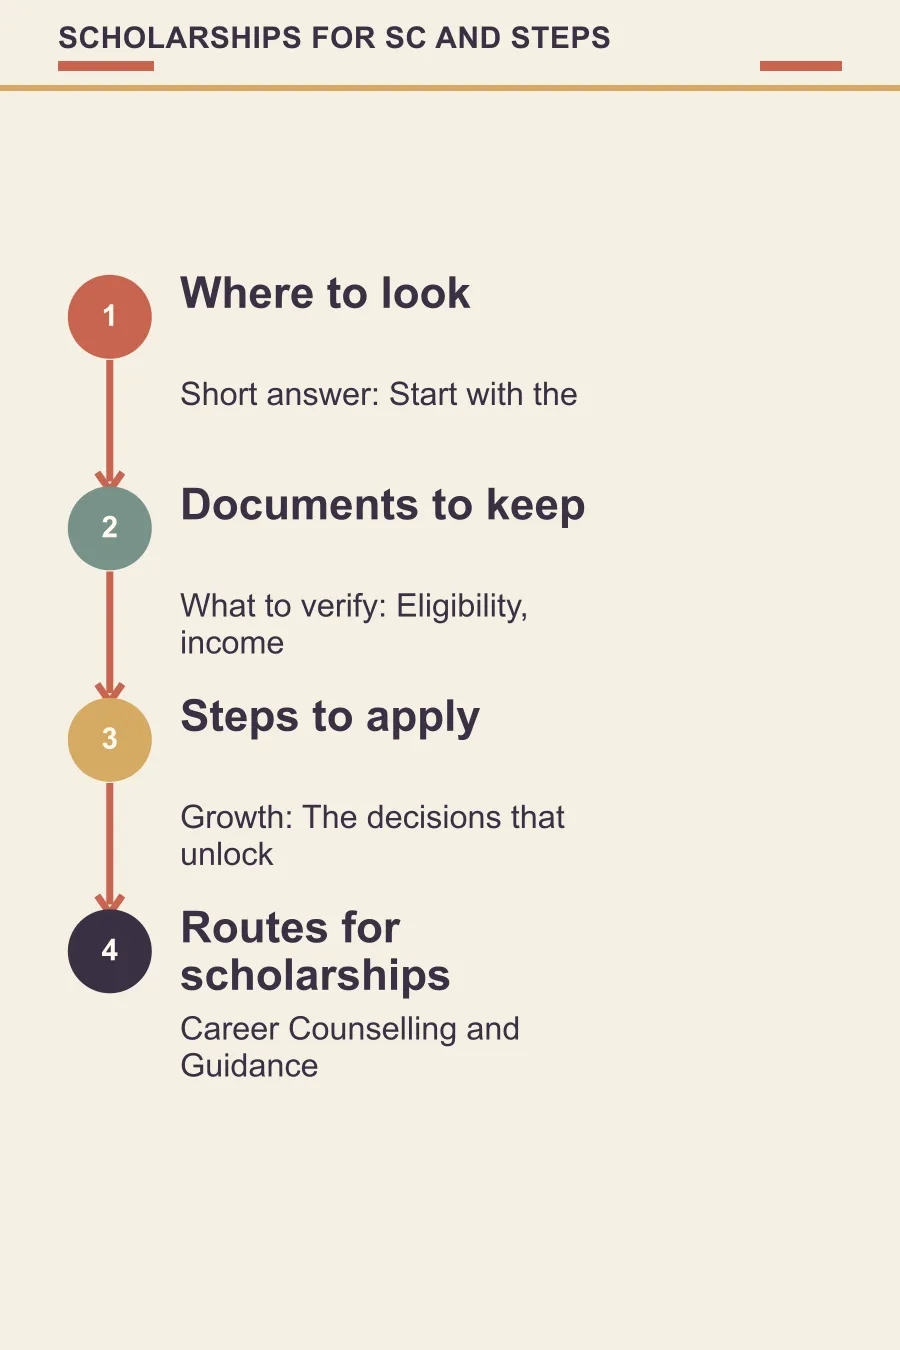 SCHOLARSHIPS FOR SC AND STEPS
1
Where to look
Short answer: Start with the
2
Documents to keep
What to verify: Eligibility,
income
3
Steps to apply
Growth: The decisions that
unlock
4
Routes for
scholarships
Career Counselling and
Guidance